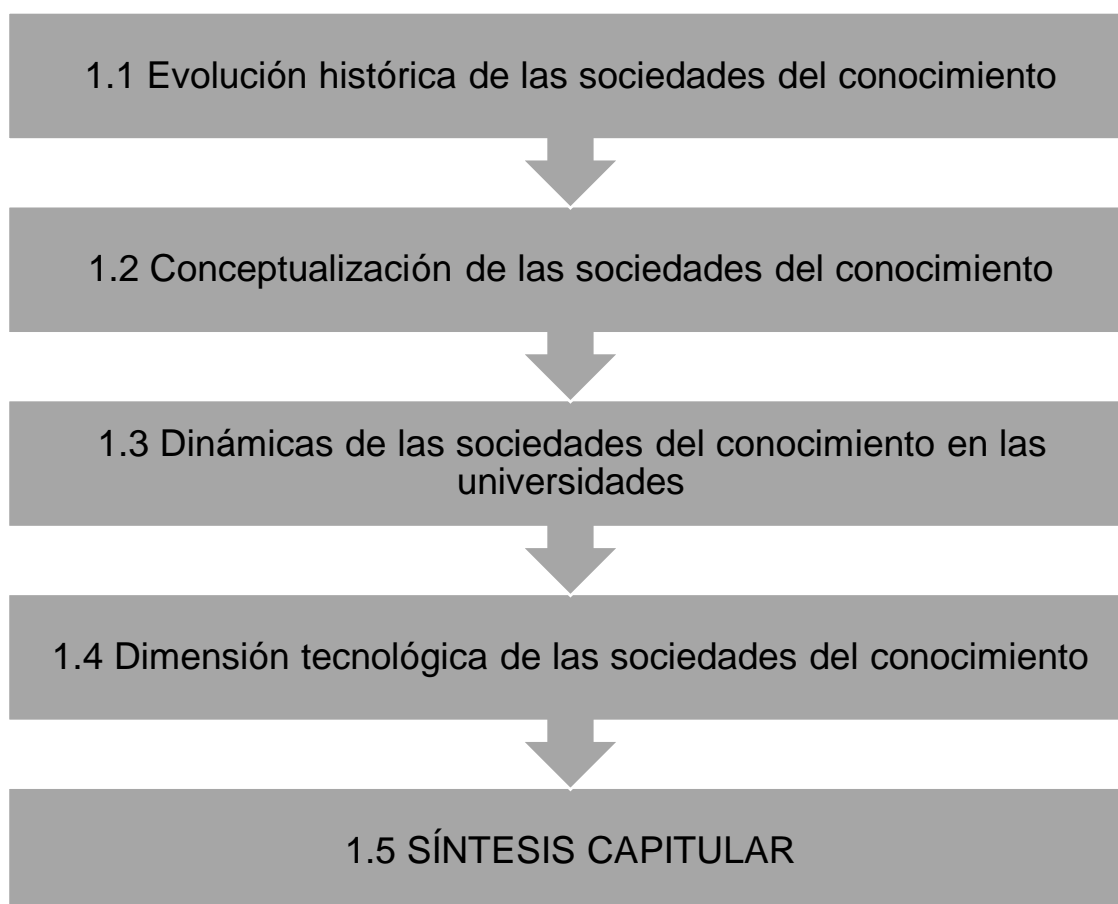 1.1 Evolución histórica de las sociedades del conocimiento
1.2 Conceptualización de las sociedades del conocimiento
1.3 Dinámicas de las sociedades del conocimiento en las
universidades
1.4 Dimensión tecnológica de las sociedades del conocimiento
1.5 SÍNTESIS CAPITULAR